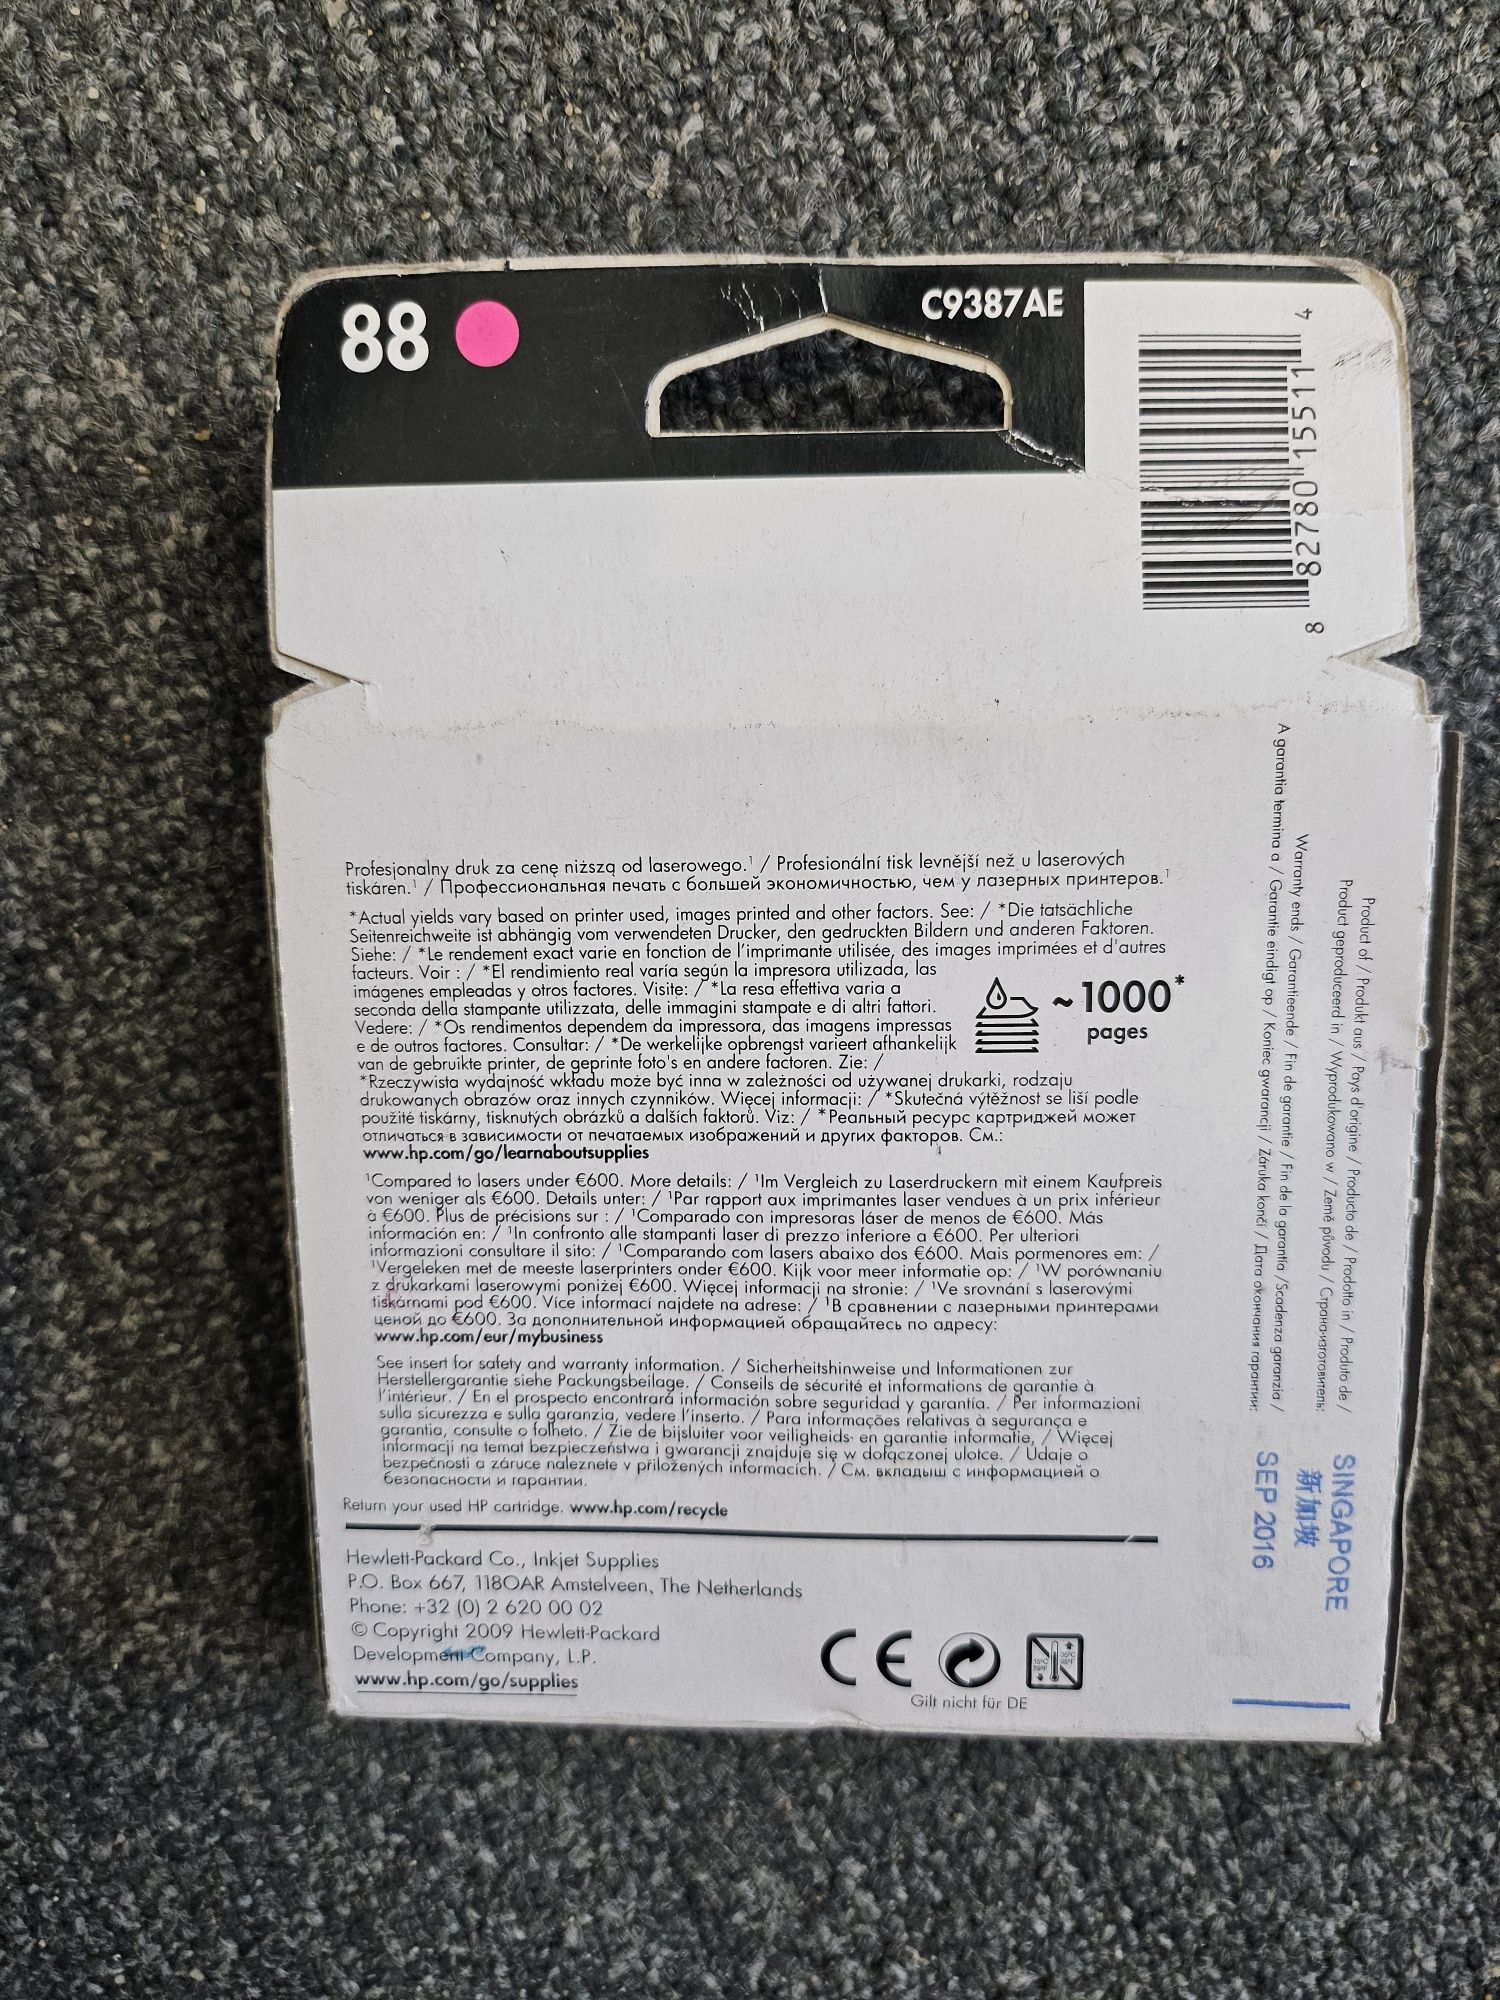 88
C9387AE
8 82780 15511 4
Profesjonalny druk za cenę niższą od laserowego.¹ / Profesionální tisk levnější než u laserových
tiskáren.¹ / Профессиональная печать с большей экономичностью, чем у лазерных принтеров.¹
*Actual yields vary based on printer used, images printed and other factors. See: / *Die tatsächliche
Seitenreichweite ist abhängig vom verwendeten Drucker, den gedruckten Bildern und anderen Faktoren.
Siehe: / *Le rendement exact varie en fonction de l'imprimante utilisée, des images imprimées et d'autres
facteurs. Voir : / *El rendimiento real varía según la impresora utilizada, las
imágenes empleadas y otros factores. Visite: / *La resa effettiva varia a
seconda della stampante utilizzata, delle immagini stampate e di altri fattori.
Vedere: / *Os rendimentos dependem da impressora, das imagens impressas
e de outros factores. Consultar: / *De werkelijke opbrengst varieert afhankelijk
van de gebruikte printer, de geprinte foto's en andere factoren. Zie: /
*Rzeczywista wydajność wkładu może być inna w zależności od używanej drukarki, rodzaju
drukowanych obrazów oraz innych czynników. Więcej informacji: / *Skutečná výtěžnost se liší podle
použité tiskárny, tisknutých obrázků a dalších faktorů. Viz: / *Реальный ресурс картриджей может
отличаться в зависимости от печатаемых изображений и других факторов. См.:
www.hp.com/go/learnaboutsupplies
~1000*
pages
¹Compared to lasers under €600. More details: / ¹Im Vergleich zu Laserdruckern mit einem Kaufpreis
von weniger als €600. Details unter: / ¹Par rapport aux imprimantes laser vendues à un prix inférieur
à €600. Plus de précisions sur : / ¹Comparado con impresoras láser de menos de €600. Más
información en: / ¹In confronto alle stampanti laser di prezzo inferiore a €600. Per ulteriori
informazioni consultare il sito: / ¹Comparando com lasers abaixo dos €600. Mais pormenores em: /
¹Vergeleken met de meeste laserprinters onder €600. Kijk voor meer informatie op: / ¹W porównaniu
z drukarkami laserowymi poniżej €600. Więcej informacji na stronie: / ¹Ve srovnání s laserovými
tiskárnami pod €600. Více informací najdete na adrese: / ¹В сравнении с лазерными принтерами
ценой до €600. За дополнительной информацией обращайтесь по адресу:
www.hp.com/eur/mybusiness
See insert for safety and warranty information. / Sicherheitshinweise und Informationen zur
Herstellergarantie siehe Packungsbeilage. / Conseils de sécurité et informations de garantie à
l'intérieur. / En el prospecto encontrará información sobre seguridad y garantía. / Per informazioni
sulla sicurezza e sulla garanzia, vedere l'inserto. / Para informações relativas à segurança e
garantia, consulte o folheto. / Zie de bijsluiter voor veiligheids- en garantie informatie, / Więcej
informacji na temat bezpieczeństwa i gwarancji znajduje się w dołączonej ulotce. / Údaje o
bezpečnosti a záruce naleznete v přiložených informacích. / См. вкладыш с информацией о
безопасности и гарантии.
Return your used HP cartridge. www.hp.com/recycle
Hewlett-Packard Co., Inkjet Supplies
P.O. Box 667, 1180AR Amstelveen, The Netherlands
Phone: +32 (0) 2 620 00 02
© Copyright 2009 Hewlett-Packard
Development Company, L.P.
www.hp.com/go/supplies
CE
Gilt nicht für DE
15°C
59°F
35°C
95°F
Product of / Produkt aus / Pays d'origine / Producto de / Prodotto in / Produto de /
Product geproduceerd in / Wyprodukowano w / Země původu / Страна-изготовитель:
SINGAPORE
新加坡
Warranty ends / Garantieende / Fin de garantie / Fin de la garantía / Scadenza garanzia /
A garantia termina a / Garantie eindigt op / Koniec gwarancji / Záruka končí / Дата окончания гарантии:
SEP 2016